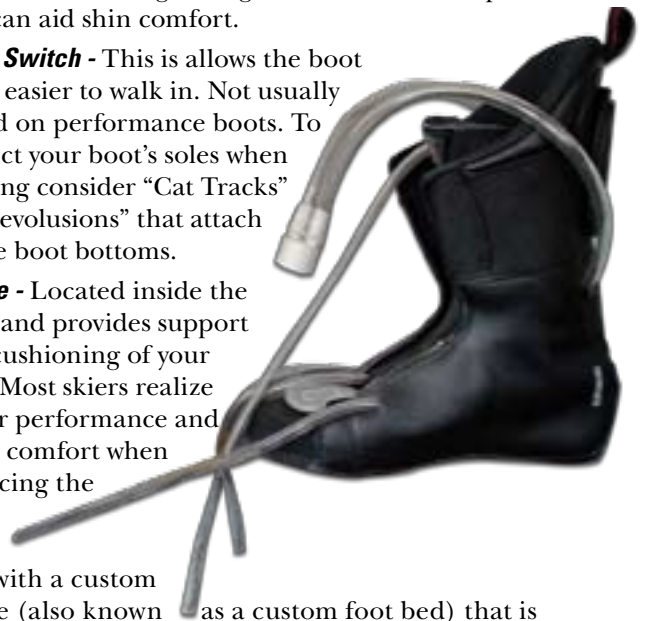 can aid shin comfort.
Switch - This is allows the boot
easier to walk in. Not usually
d on performance boots. To
ect your boot’s soles when
ng consider “Cat Tracks”
evolusions” that attach
e boot bottoms.
e - Located inside the
and provides support
cushioning of your
Most skiers realize
r performance and
comfort when
cing the
with a custom
e (also known as a custom foot bed) that is